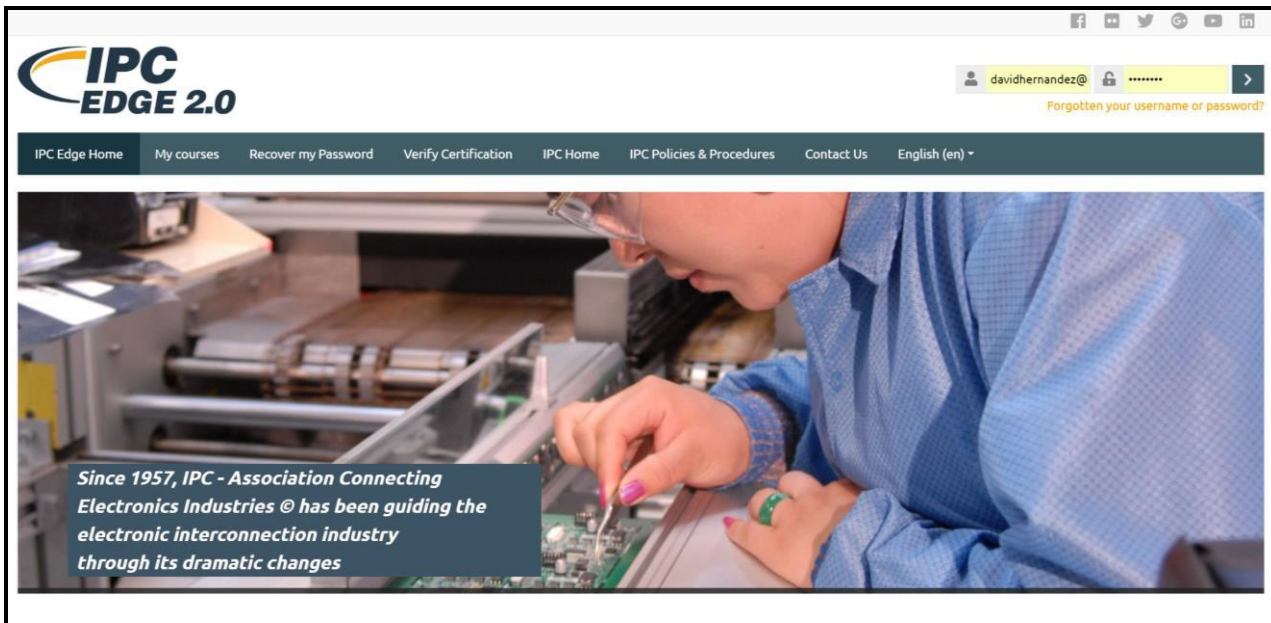 IPC
EDGE 2.0
davidhernandez@
••••••••
Forgotten your username or password?
IPC Edge Home
My courses
Recover my Password
Verify Certification
IPC Home
IPC Policies & Procedures
Contact Us
English (en)
Since 1957, IPC - Association Connecting
Electronics Industries © has been guiding the
electronic interconnection industry
through its dramatic changes